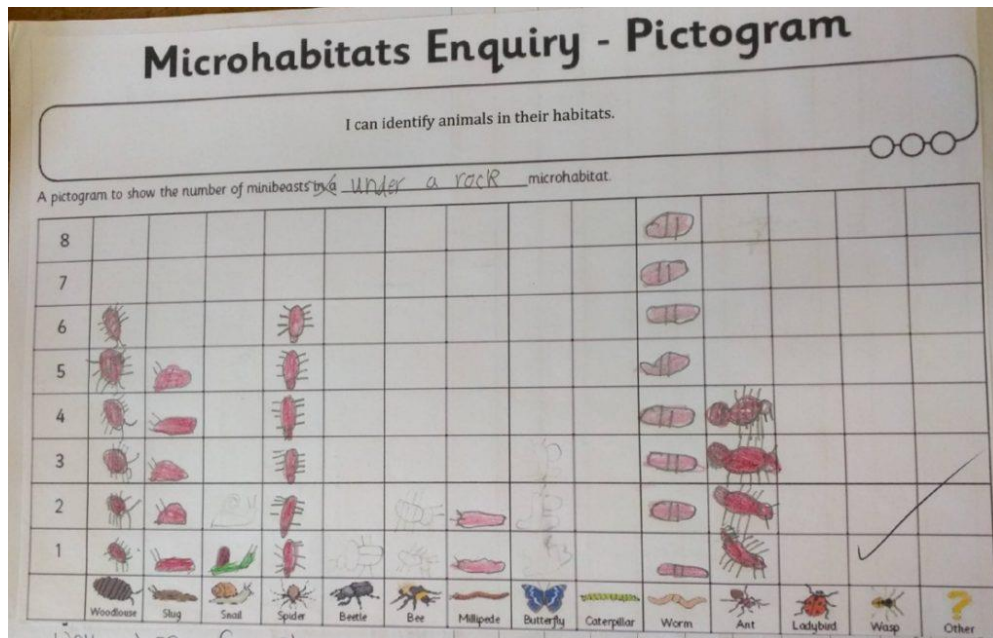 Microhabitats Enquiry - Pictogram
I can identify animals in their habitats.
A pictogram to show the number of minibeasts in a under a rock microhabitat.
8
7
6
5
4
3
2
1
Woodlouse Slug Snail Spider Beetle Bee Millipede Butterfly Caterpillar Worm Ant Ladybird Wasp Other